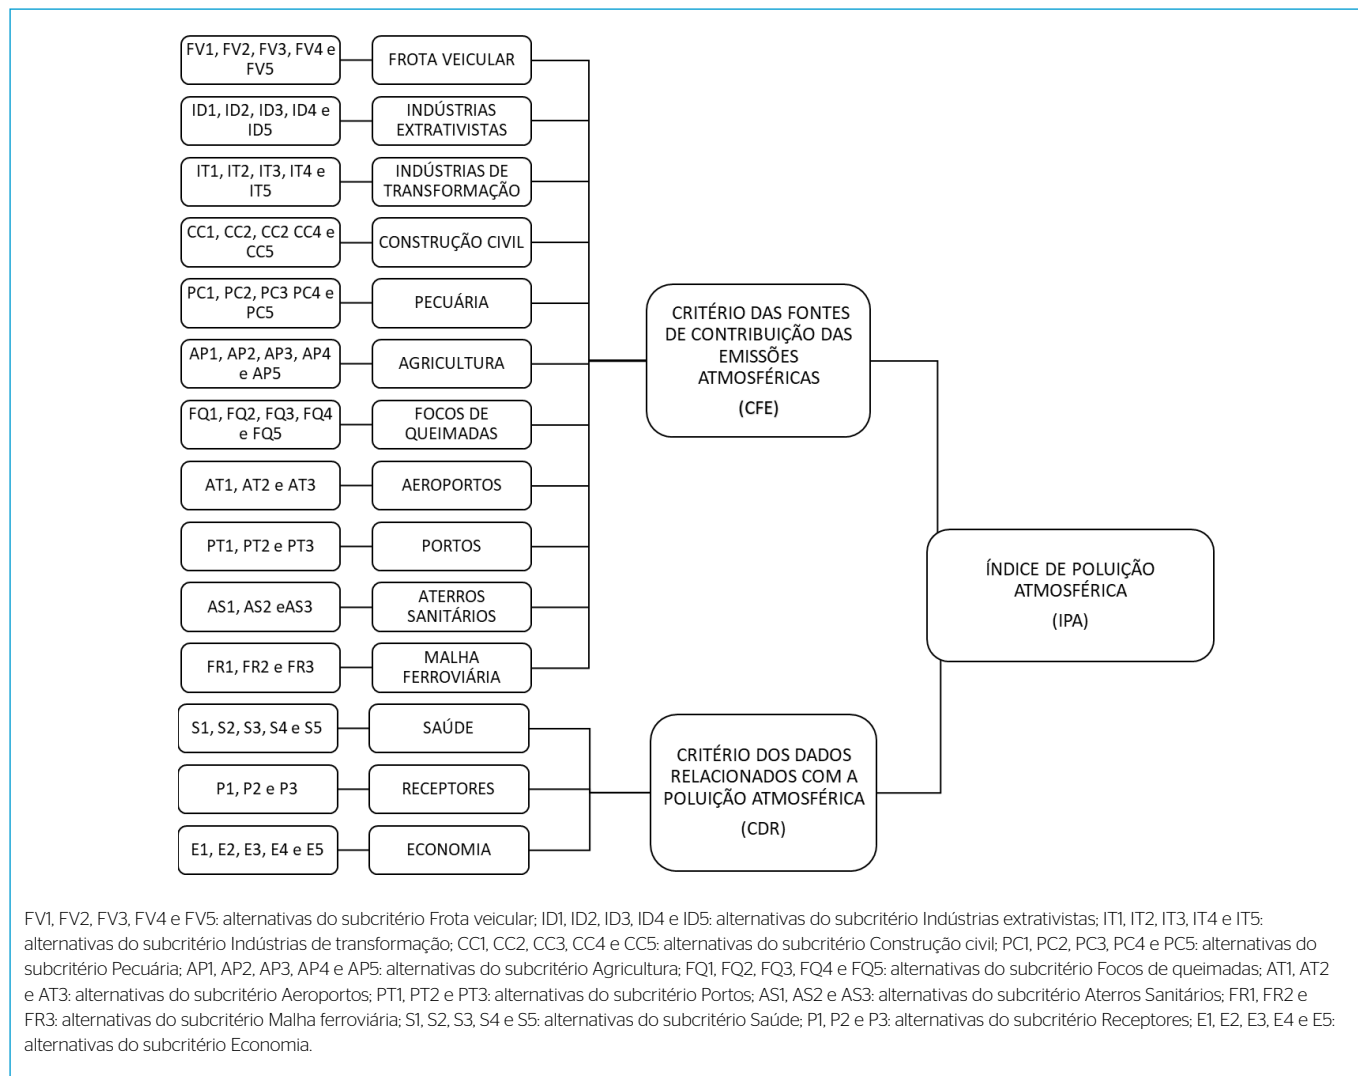 FV1, FV2, FV3, FV4 e
FV5
FROTA VEICULAR
ID1, ID2, ID3, ID4 e
ID5
INDÚSTRIAS
EXTRATIVISTAS
IT1, IT2, IT3, IT4 e
IT5
INDÚSTRIAS DE
TRANSFORMAÇÃO
CC1, CC2, CC2 CC4 e
CC5
CONSTRUÇÃO CIVIL
PC1, PC2, PC3 PC4 e
PC5
PECUÁRIA
AP1, AP2, AP3, AP4
e AP5
AGRICULTURA
FQ1, FQ2, FQ3, FQ4
e FQ5
FOCOS DE
QUEIMADAS
AT1, AT2 e AT3
AEROPORTOS
PT1, PT2 e PT3
PORTOS
AS1, AS2 eAS3
ATERROS
SANITÁRIOS
FR1, FR2 e FR3
MALHA
FERROVIÁRIA
S1, S2, S3, S4 e S5
SAÚDE
P1, P2 e P3
RECEPTORES
E1, E2, E3, E4 e E5
ECONOMIA
CRITÉRIO DAS FONTES
DE CONTRIBUIÇÃO DAS
EMISSÕES
ATMOSFÉRICAS
(CFE)
CRITÉRIO DOS DADOS
RELACIONADOS COM A
POLUIÇÃO ATMOSFÉRICA
(CDR)
ÍNDICE DE POLUIÇÃO
ATMOSFÉRICA
(IPA)
FV1, FV2, FV3, FV4 e FV5: alternativas do subcritério Frota veicular; ID1, ID2, ID3, ID4 e ID5: alternativas do subcritério Indústrias extrativistas; IT1, IT2, IT3, IT4 e IT5:
alternativas do subcritério Indústrias de transformação; CC1, CC2, CC3, CC4 e CC5: alternativas do subcritério Construção civil; PC1, PC2, PC3, PC4 e PC5: alternativas do
subcritério Pecuária; AP1, AP2, AP3, AP4 e AP5: alternativas do subcritério Agricultura; FQ1, FQ2, FQ3, FQ4 e FQ5: alternativas do subcritério Focos de queimadas; AT1, AT2
e AT3: alternativas do subcritério Aeroportos; PT1, PT2 e PT3: alternativas do subcritério Portos; AS1, AS2 e AS3: alternativas do subcritério Aterros Sanitários; FR1, FR2 e
FR3: alternativas do subcritério Malha ferroviária; S1, S2, S3, S4 e S5: alternativas do subcritério Saúde; P1, P2 e P3: alternativas do subcritério Receptores; E1, E2, E3, E4 e E5:
alternativas do subcritério Economia.